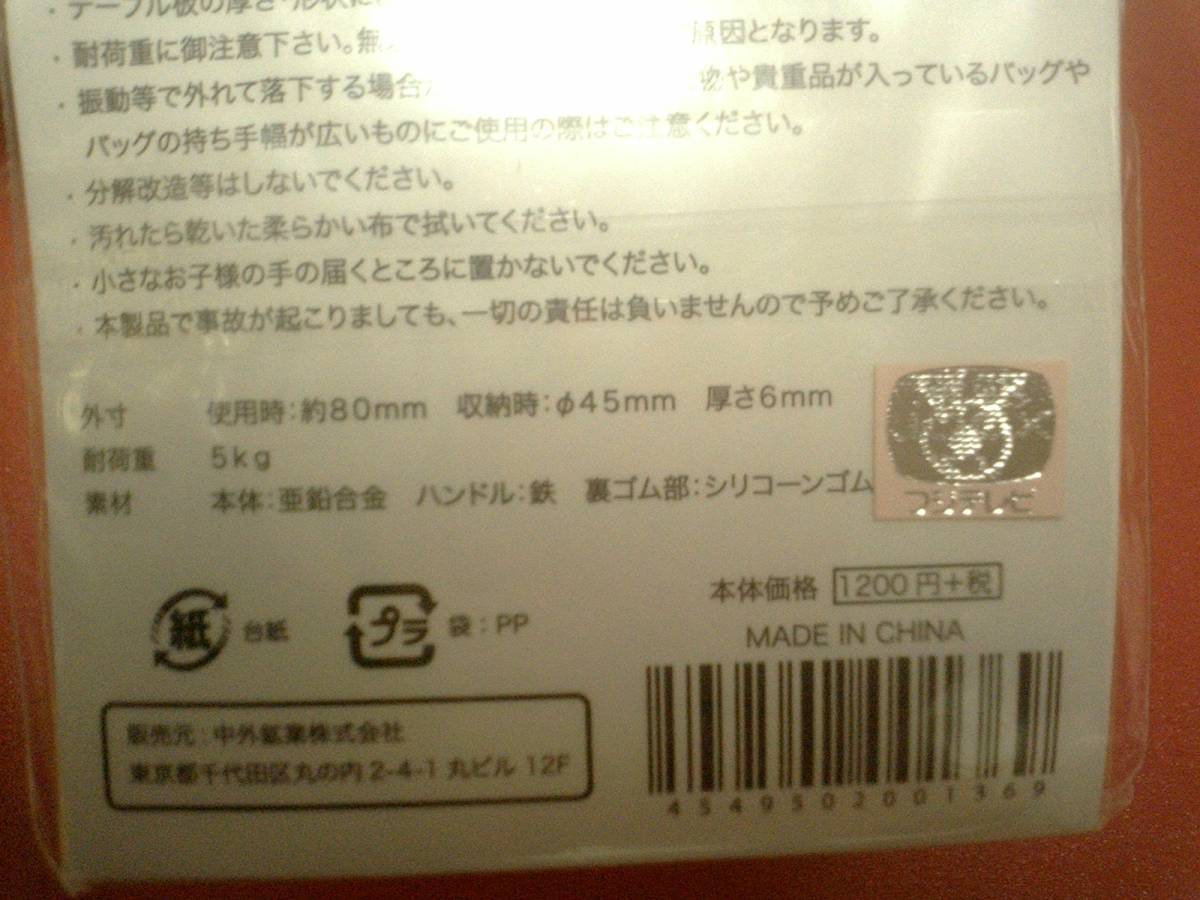 ・テーブル板の厚さ・形状に
・耐荷重に御注意下さい。無 原因となります。
・振動等で外れて落下する場合 物や貴重品が入っているバッグや
バッグの持ち手幅が広いものにご使用の際はご注意ください。
・分解改造等はしないでください。
・汚れたら乾いた柔らかい布で拭いてください。
・小さなお子様の手の届くところに置かないでください。
・本製品で事故が起こりましても、一切の責任は負いませんので予めご了承ください。
外寸 使用時:約80mm 収納時:φ45mm 厚さ6mm
耐荷重 5kg
素材 本体:亜鉛合金 ハンドル:鉄 裏ゴム部:シリコーンゴム
フジテレビ
紙 台紙 プラ 袋:PP
本体価格 1200円+税
MADE IN CHINA
販売元:中外鉱業株式会社
東京都千代田区丸の内2-4-1 丸ビル 12F
4549502001369